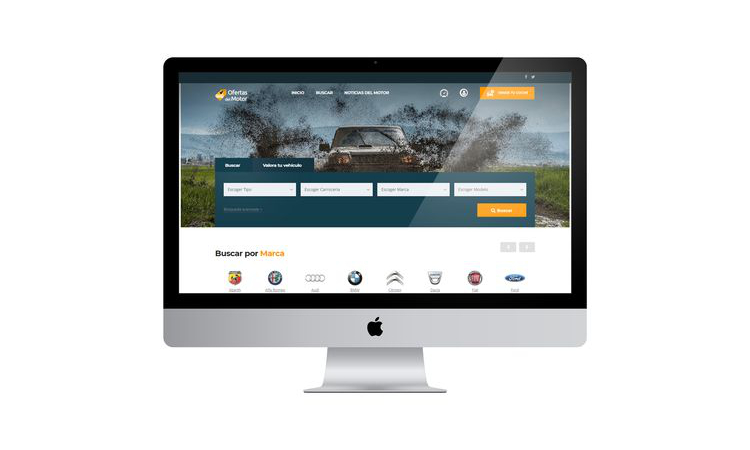 Ofertas
del Motor
INICIO
BUSCAR
NOTICIAS DEL MOTOR
VENDE TU COCHE
Buscar
Valora tu vehículo
Escoger Tipo
Escoger Carroceria
Escoger Marca
Escoger Modelo
Búsqueda avanzada
Buscar
Buscar por Marca
Abarth
Alfa Romeo
Audi
BMW
Citroen
Dacia
Fiat
Ford